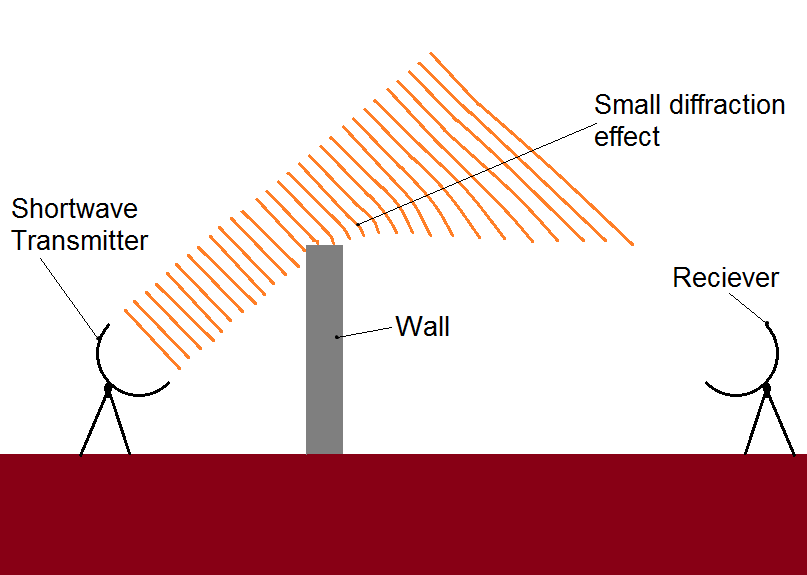 Small diffraction
effect
Shortwave
Transmitter
Reciever
Wall